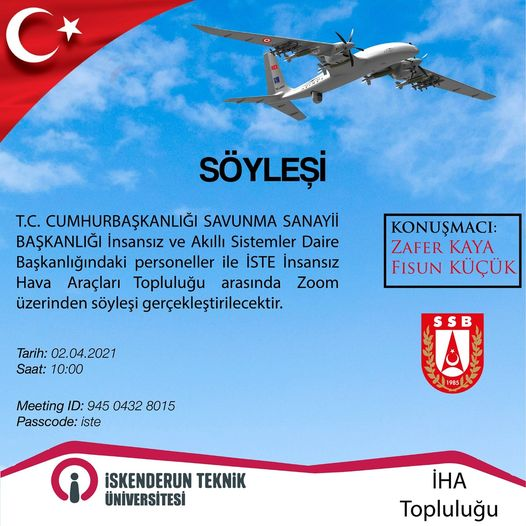 SÖYLEŞİ
T.C. CUMHURBAŞKANLIĞI SAVUNMA SANAYİİ
BAŞKANLIĞI İnsansız ve Akıllı Sistemler Daire
Başkanlığındaki personeller ile İSTE İnsansız
Hava Araçları Topluluğu arasında Zoom
üzerinden söyleşi gerçekleştirilecektir.
KONUŞMACI:
ZAFER KAYA
FISUN KÜÇÜK
SSB
1985
Tarih: 02.04.2021
Saat: 10:00
Meeting ID: 945 0432 8015
Passcode: iste
İSKENDERUN TEKNİK
ÜNİVERSİTESİ
İHA
Topluluğu